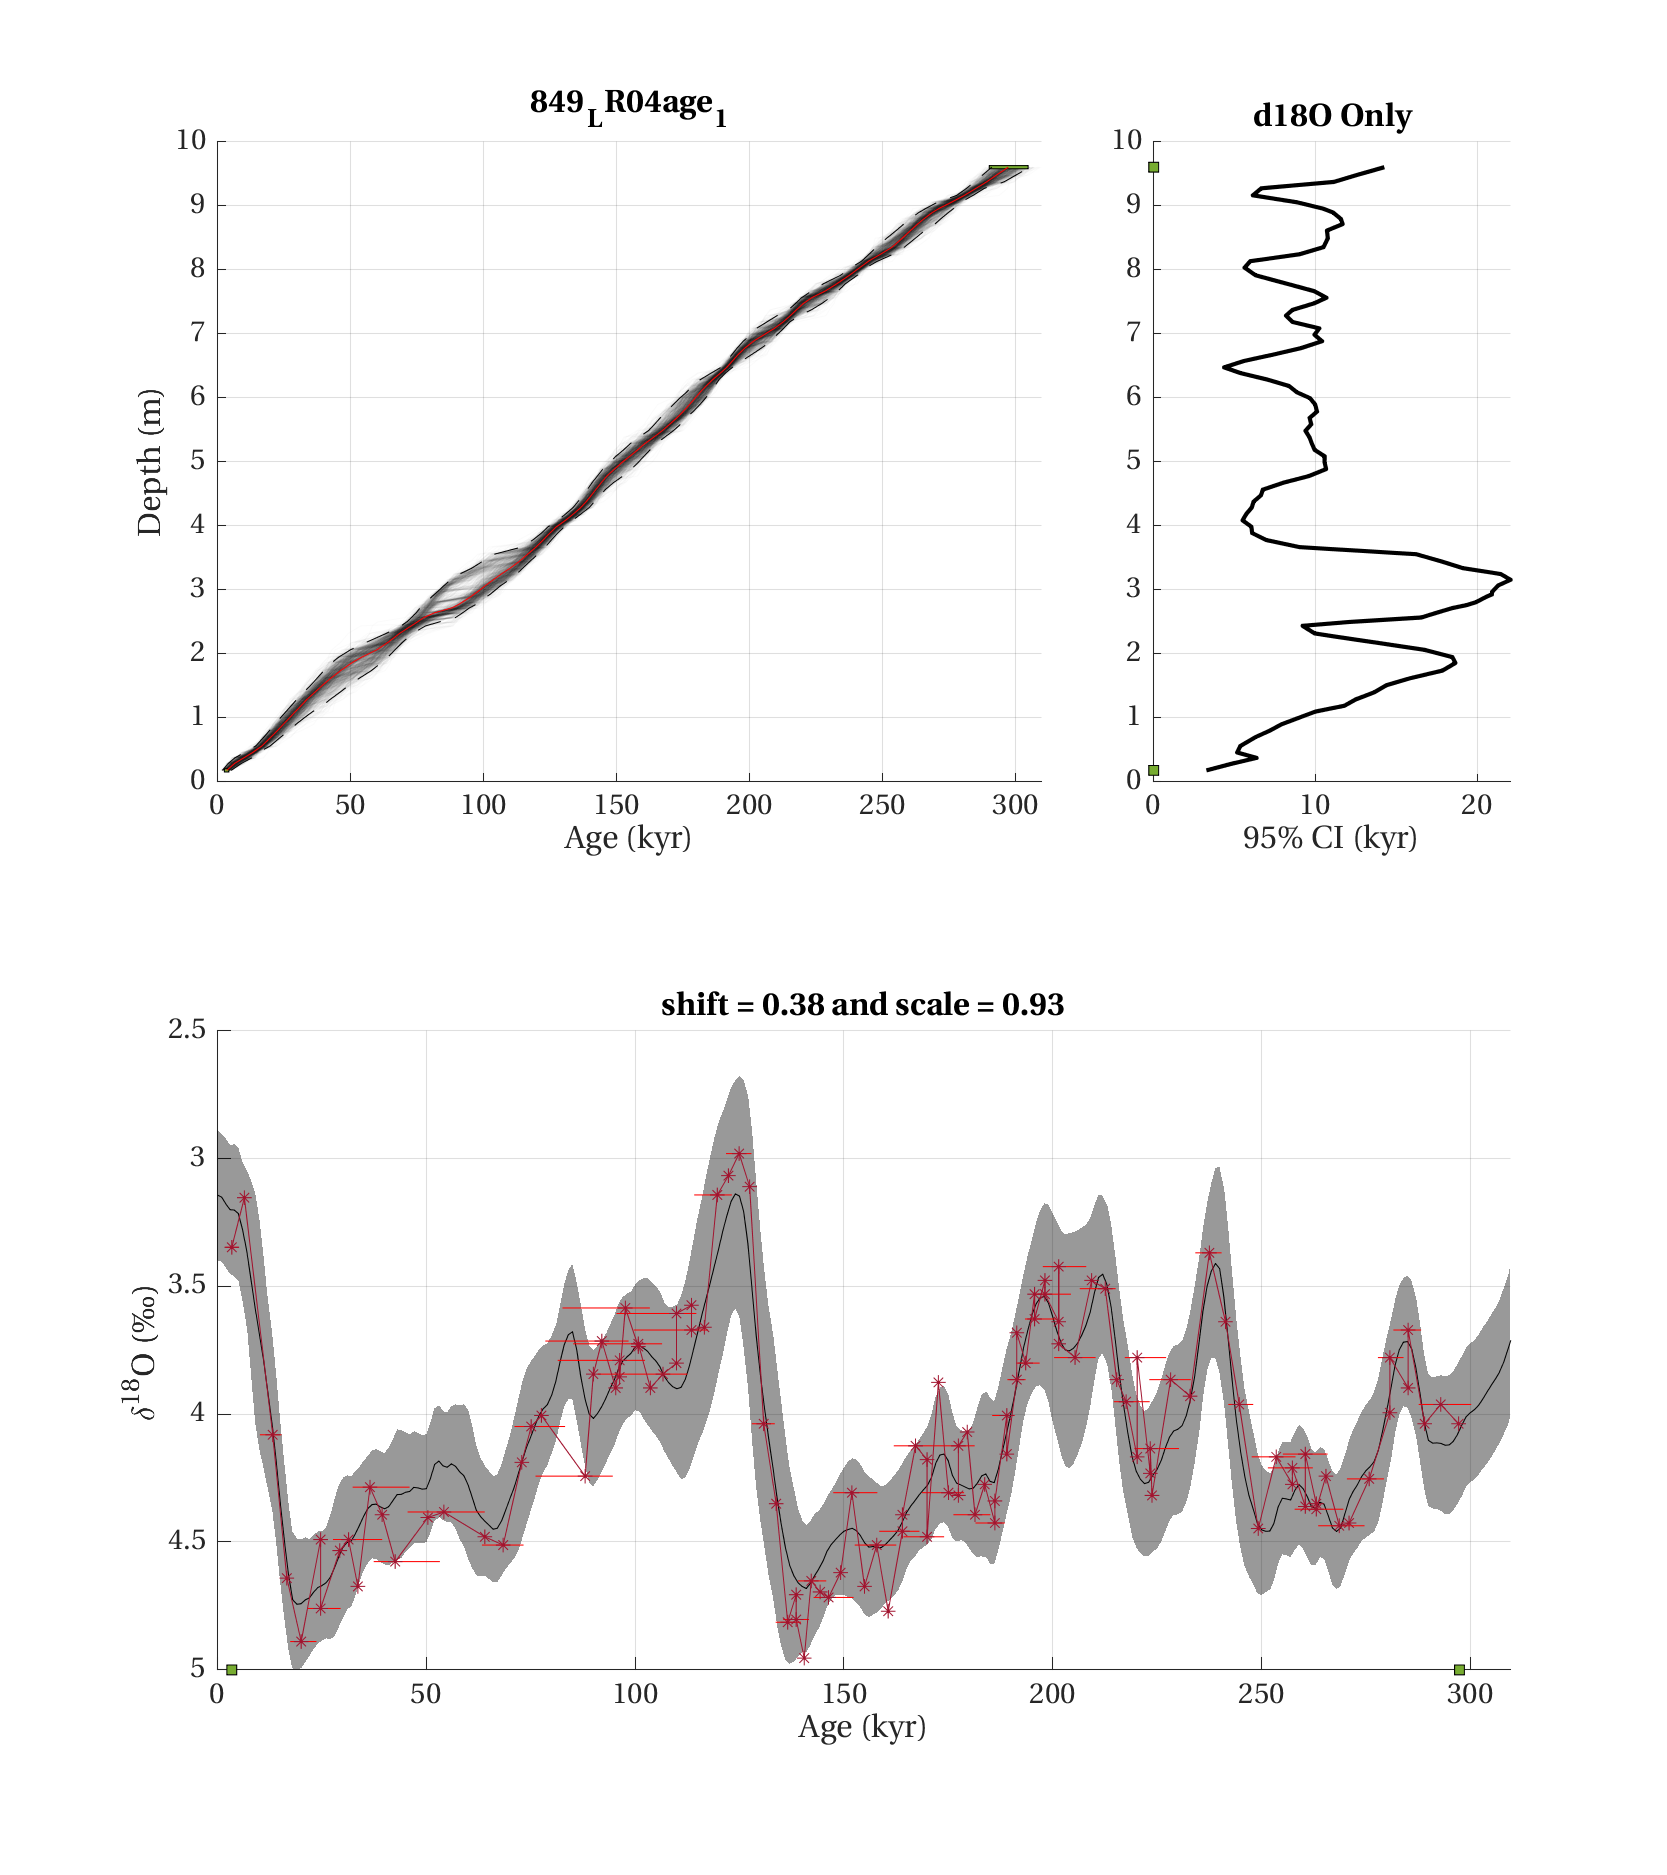 849LR04age1
10
9
8
7
6
5
4
3
2
1
0
0 50 100 150 200 250 300
Age (kyr)
Depth (m)
d18O Only
10
9
8
7
6
5
4
3
2
1
0
0 10 20
95% CI (kyr)
shift = 0.38 and scale = 0.93
2.5
3
3.5
4
4.5
5
0 50 100 150 200 250 300
Age (kyr)
δ18O (‰)